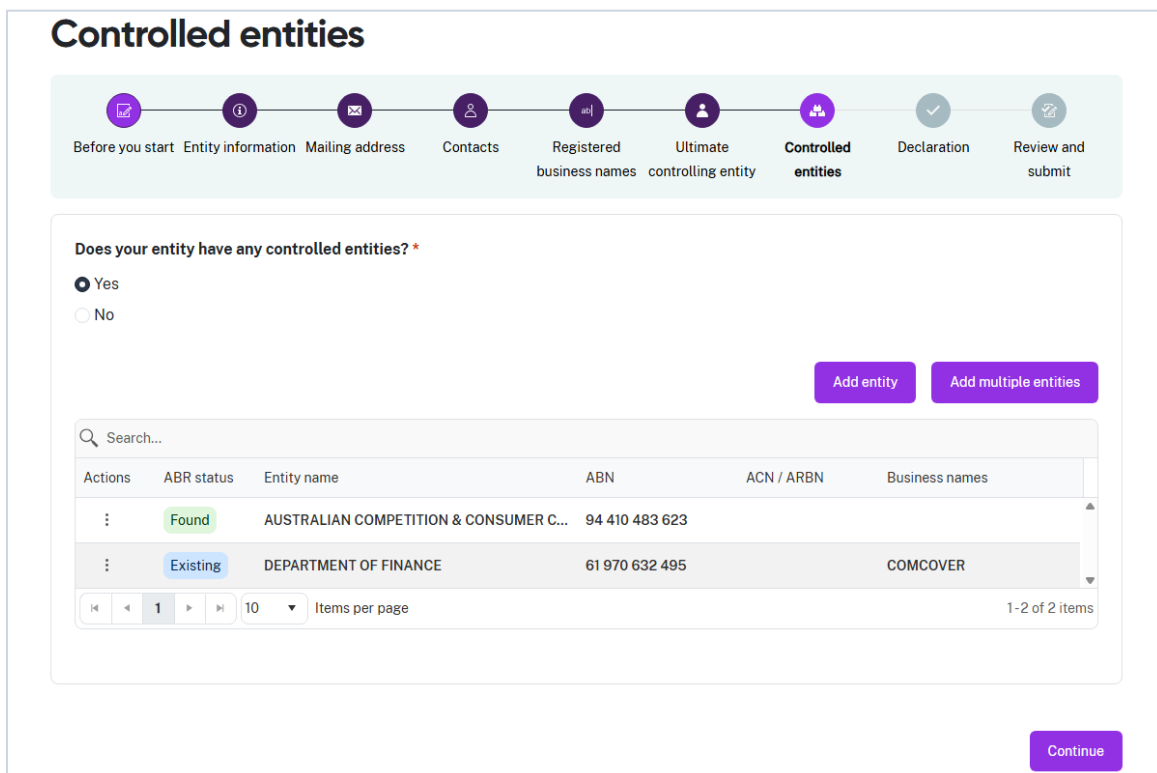 Controlled entities
Before you start Entity information Mailing address Contacts Registered business names Ultimate controlling entity Controlled entities Declaration Review and submit
Does your entity have any controlled entities? *
Yes
No
Add entity Add multiple entities
Search...
Actions ABR status Entity name ABN ACN / ARBN Business names
Found AUSTRALIAN COMPETITION & CONSUMER C... 94 410 483 623
Existing DEPARTMENT OF FINANCE 61 970 632 495 COMCOVER
1 10 Items per page 1-2 of 2 items
Continue